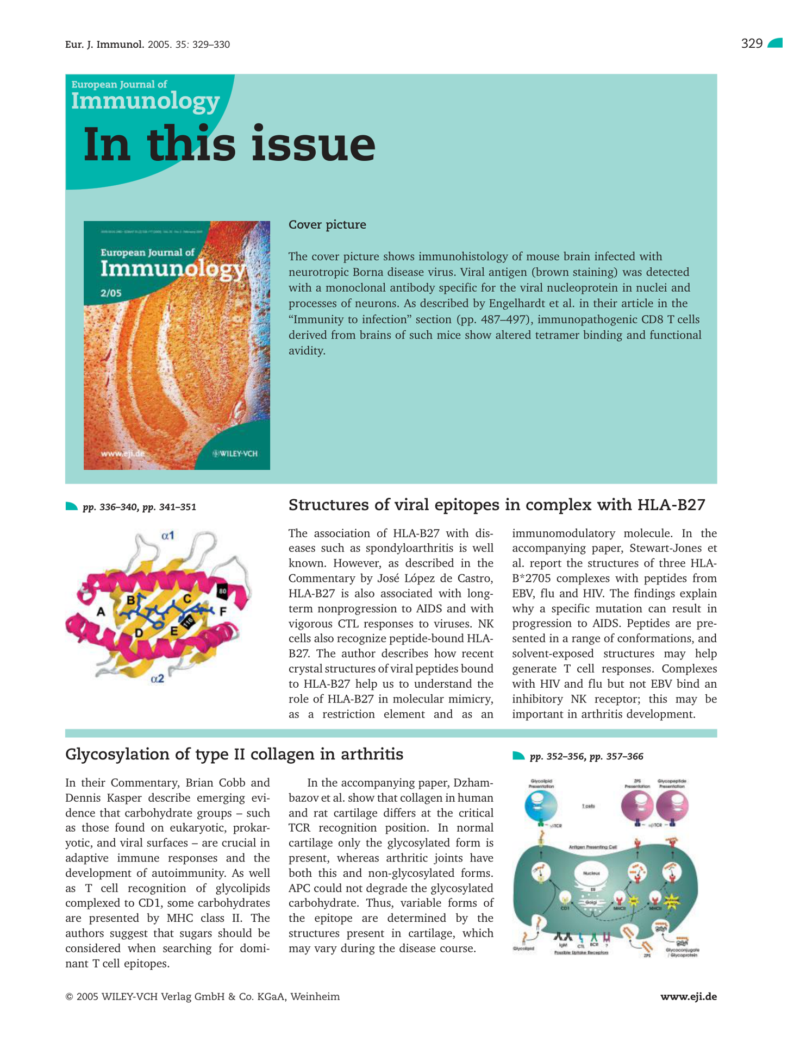 Eur. J. Immunol. 2005. 35: 329–330
329
European Journal of
Immunology
In this issue
European Journal of
Immunology
2/05
www.eji.de
WILEY-VCH
Cover picture
The cover picture shows immunohistology of mouse brain infected with
neurotropic Borna disease virus. Viral antigen (brown staining) was detected
with a monoclonal antibody specific for the viral nucleoprotein in nuclei and
processes of neurons. As described by Engelhardt et al. in their article in the
“Immunity to infection” section (pp. 487–497), immunopathogenic CD8 T cells
derived from brains of such mice show altered tetramer binding and functional
avidity.
pp. 336–340, pp. 341–351
α1
80
B
C
A
F
D
E
116
α2
Structures of viral epitopes in complex with HLA-B27
The association of HLA-B27 with dis-
eases such as spondyloarthritis is well
known. However, as described in the
Commentary by José López de Castro,
HLA-B27 is also associated with long-
term nonprogression to AIDS and with
vigorous CTL responses to viruses. NK
cells also recognize peptide-bound HLA-
B27. The author describes how recent
crystal structures of viral peptides bound
to HLA-B27 help us to understand the
role of HLA-B27 in molecular mimicry,
as a restriction element and as an
immunomodulatory molecule. In the
accompanying paper, Stewart-Jones et
al. report the structures of three HLA-
B*2705 complexes with peptides from
EBV, flu and HIV. The findings explain
why a specific mutation can result in
progression to AIDS. Peptides are pre-
sented in a range of conformations, and
solvent-exposed structures may help
generate T cell responses. Complexes
with HIV and flu but not EBV bind an
inhibitory NK receptor; this may be
important in arthritis development.
Glycosylation of type II collagen in arthritis
In their Commentary, Brian Cobb and
Dennis Kasper describe emerging evi-
dence that carbohydrate groups – such
as those found on eukaryotic, prokar-
yotic, and viral surfaces – are crucial in
adaptive immune responses and the
development of autoimmunity. As well
as T cell recognition of glycolipids
complexed to CD1, some carbohydrates
are presented by MHC class II. The
authors suggest that sugars should be
considered when searching for domi-
nant T cell epitopes.
In the accompanying paper, Dzham-
bazov et al. show that collagen in human
and rat cartilage differs at the critical
TCR recognition position. In normal
cartilage only the glycosylated form is
present, whereas arthritic joints have
both this and non-glycosylated forms.
APC could not degrade the glycosylated
carbohydrate. Thus, variable forms of
the epitope are determined by the
structures present in cartilage, which
may vary during the disease course.
pp. 352–356, pp. 357–366
Glycolipid
Presentation
Presentation
Glycopeptide
Presentation
T cells
Antigen Presenting Cell
Nucleus
ER
Golgi
CD1
MHCII
MHCII
Glycolipid
IgM
CTL
BCR
?
Possible Uptake Receptors
Glycoconjugate
/ Glycoprotein
© 2005 WILEY-VCH Verlag GmbH & Co. KGaA, Weinheim
www.eji.de